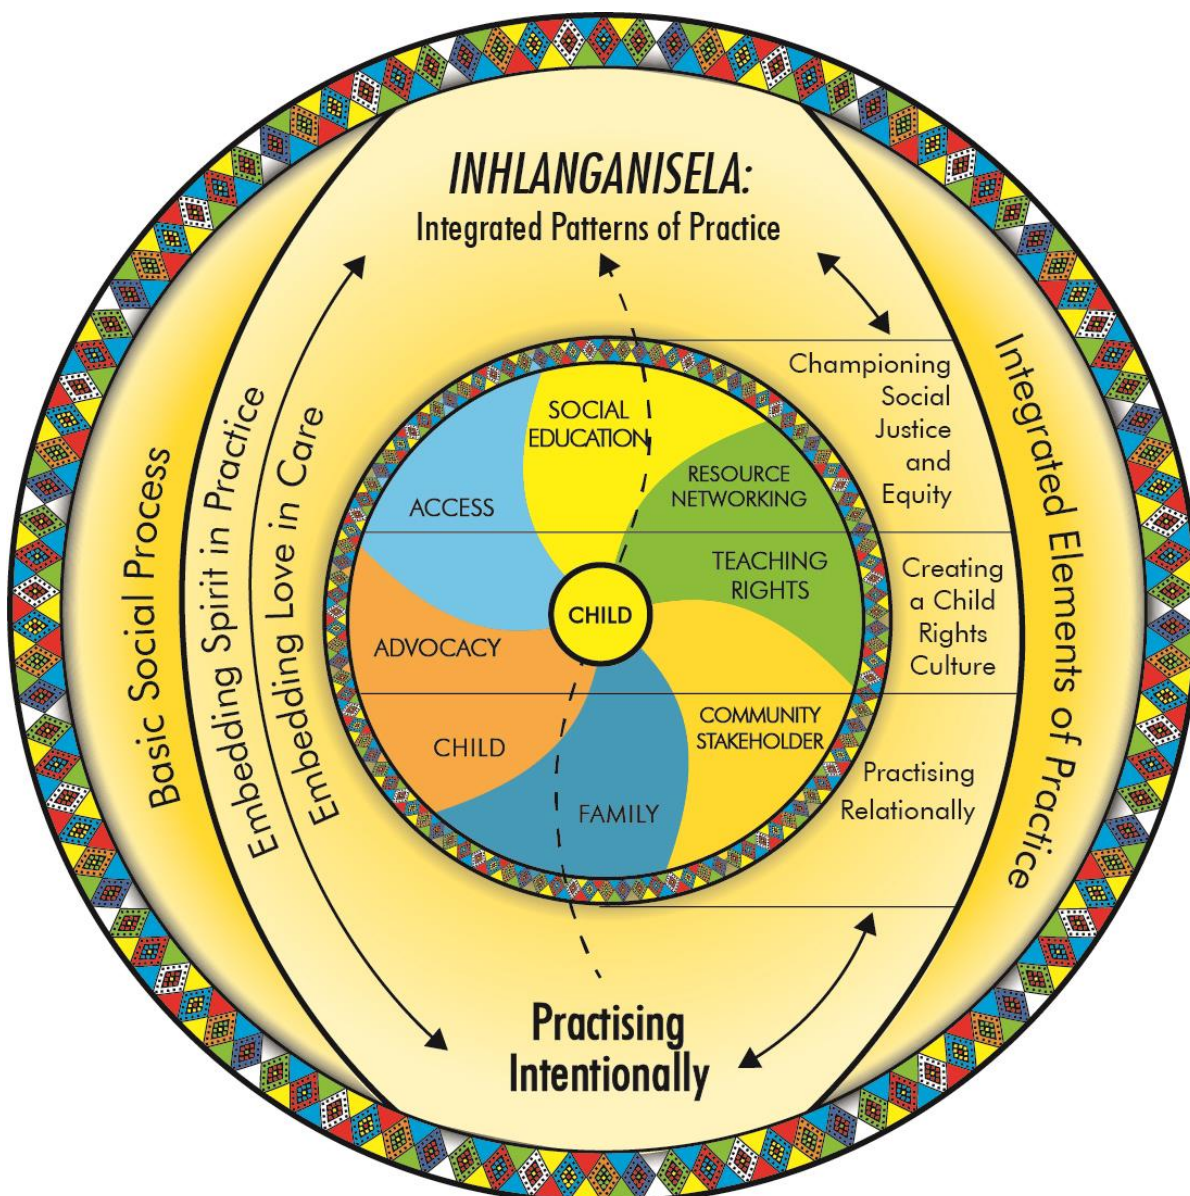 INHLANGANISELA:
Integrated Patterns of Practice
Basic Social Process
Embedding Spirit in Practice
Embedding Love in Care
SOCIAL
EDUCATION
ACCESS
RESOURCE
NETWORKING
TEACHING
RIGHTS
CHILD
ADVOCACY
CHILD
FAMILY
COMMUNITY
STAKEHOLDER
Championing
Social
Justice
and
Equity
Creating
a Child
Rights
Culture
Practising
Relationally
Integrated Elements of Practice
Practising
Intentionally